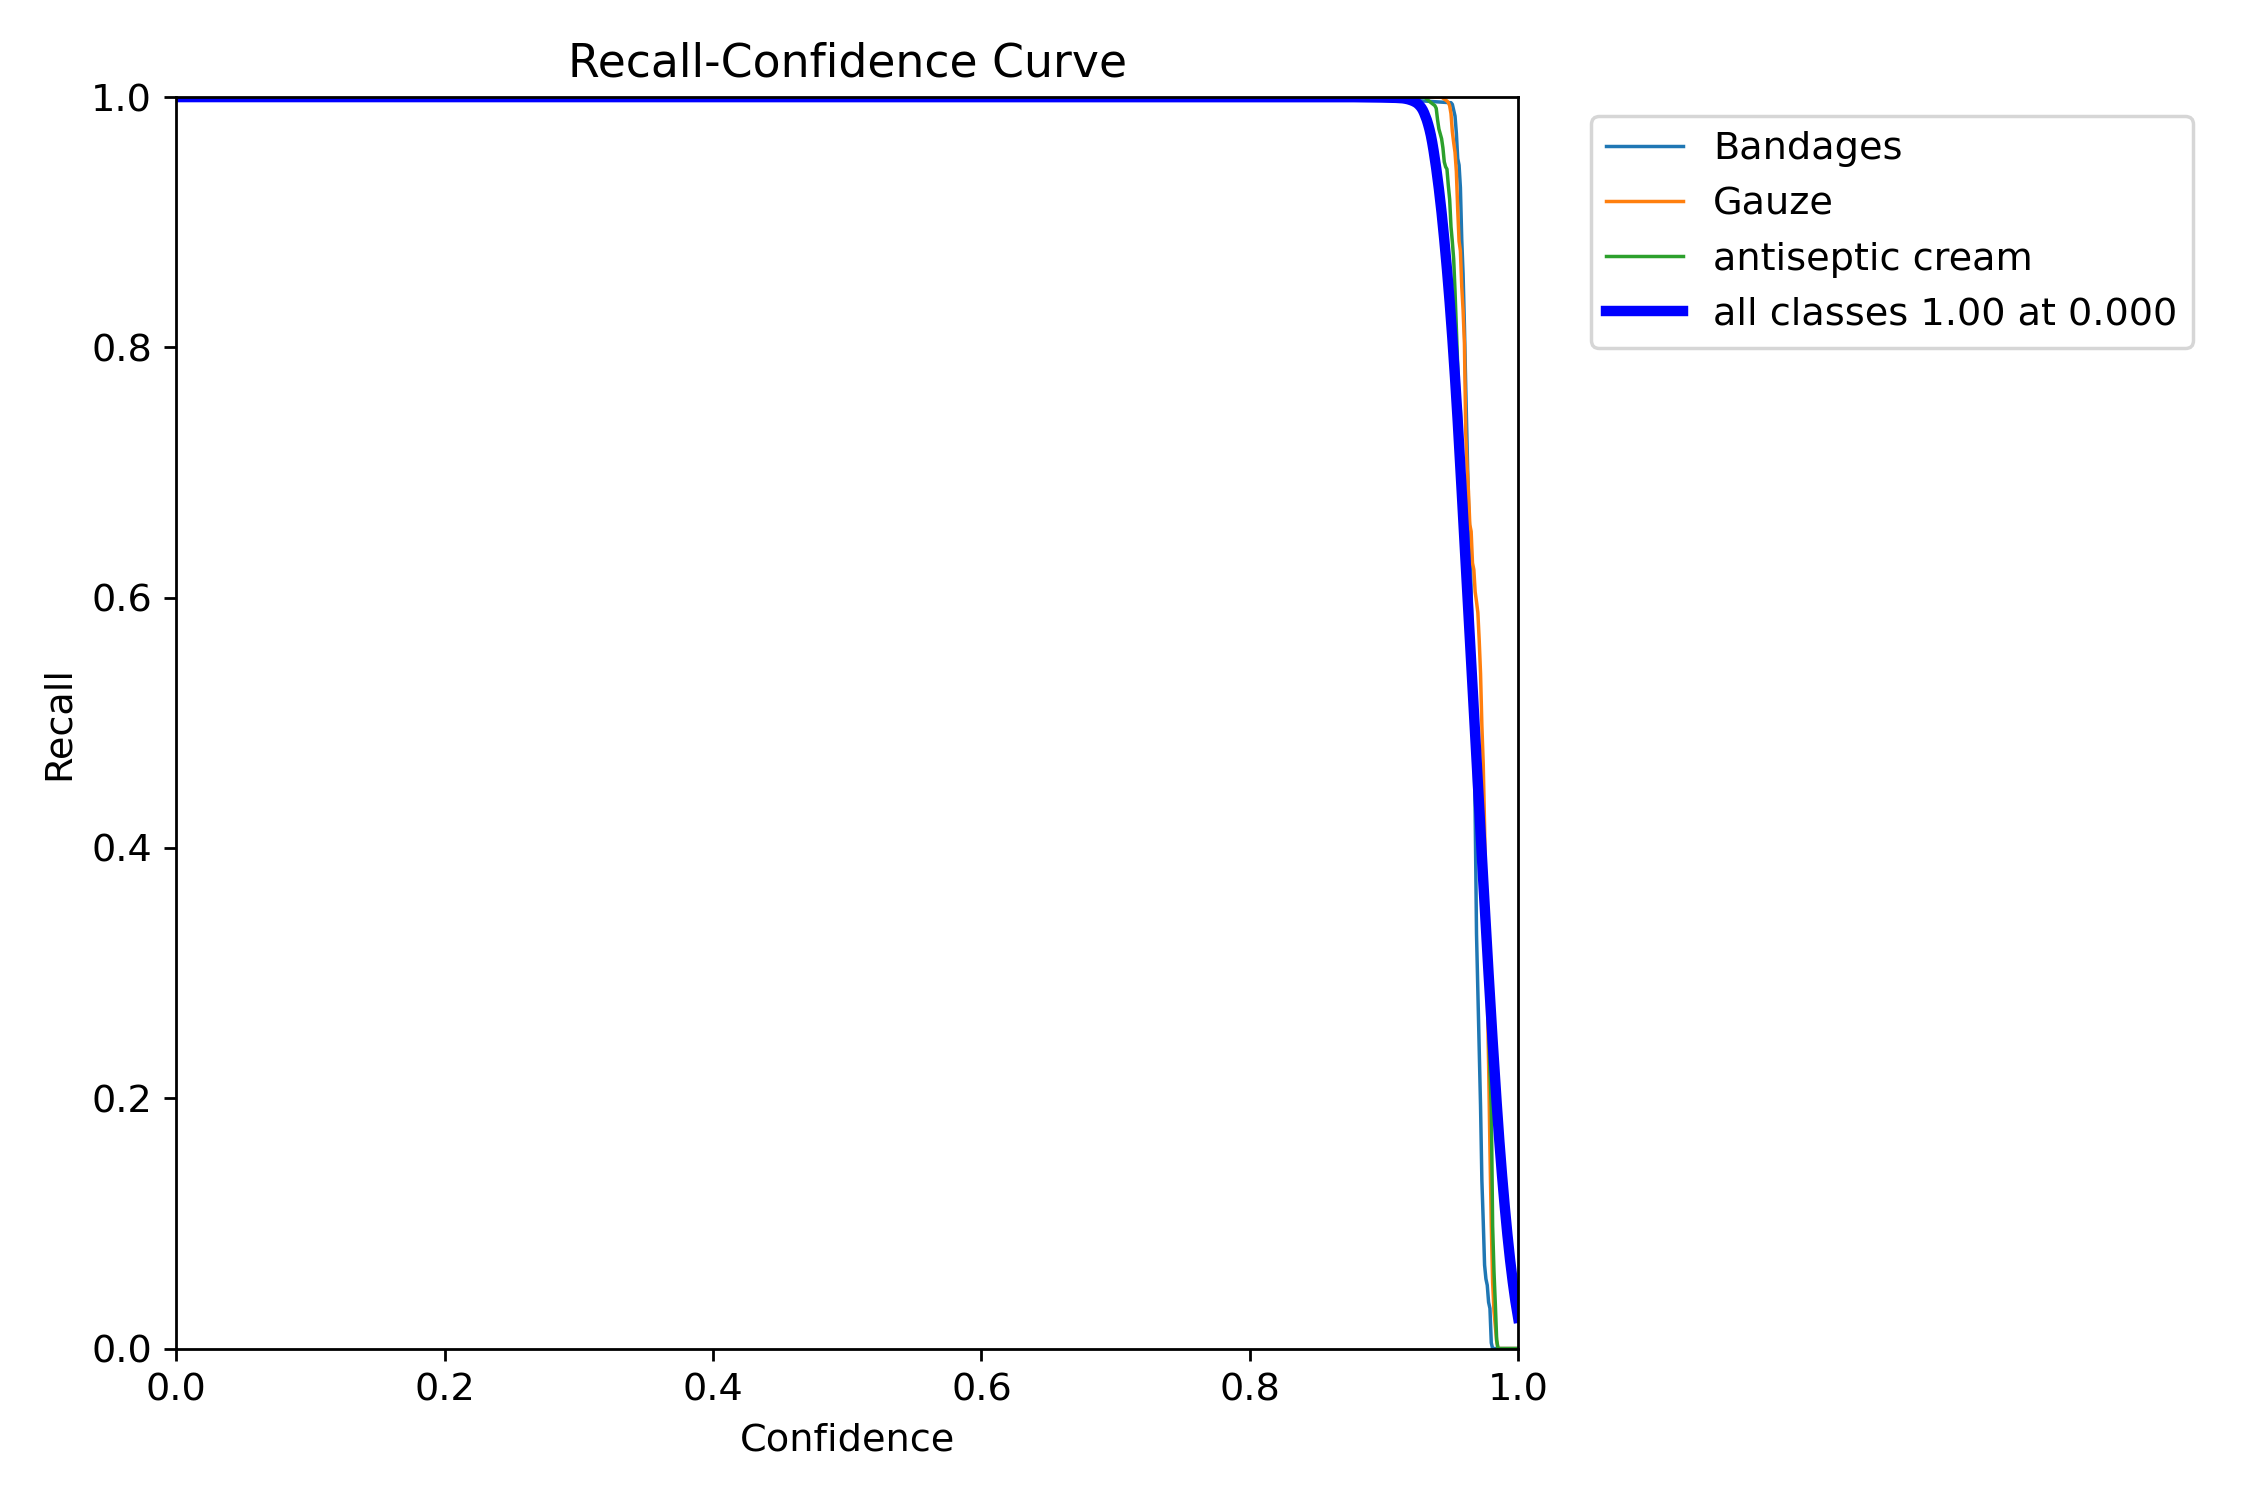 Recall-Confidence Curve
1.0
0.8
0.6
0.4
0.2
0.0
Recall
0.0 0.2 0.4 0.6 0.8 1.0
Confidence
Bandages
Gauze
antiseptic cream
all classes 1.00 at 0.000